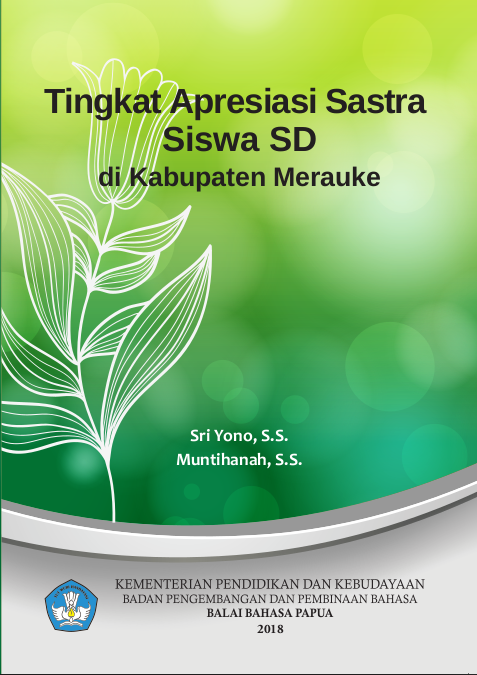 Tingkat Apresiasi Sastra
Siswa SD
di Kabupaten Merauke
Sri Yono, S.S.
Muntihanah, S.S.
KEMENTERIAN PENDIDIKAN DAN KEBUDAYAAN
BADAN PENGEMBANGAN DAN PEMBINAAN BAHASA
BALAI BAHASA PAPUA
2018